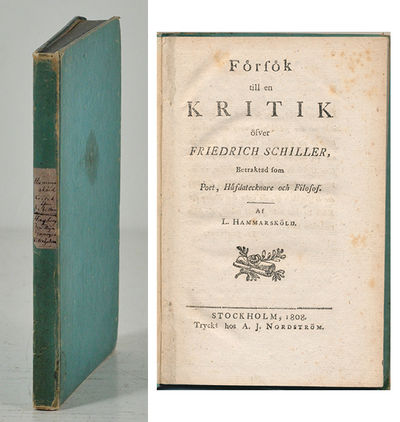 Försök
till en
KRITIK
öfver
FRIEDRICH SCHILLER,
Betraktad som
Poet, Häfdatecknare och Filosof.
Af
L. HAMMARSKÖLD.
STOCKHOLM, 1808.
Tryckt hos A. J. NORDSTRÖM.